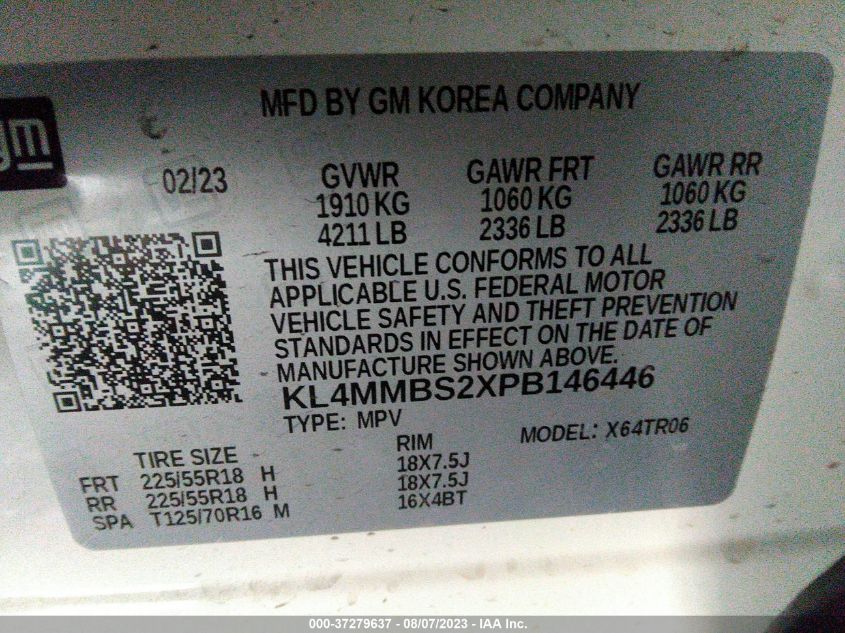 MFD BY GM KOREA COMPANY
gm
02/23 GVWR GAWR FRT GAWR RR
1910 KG 1060 KG 1060 KG
4211 LB 2336 LB 2336 LB
THIS VEHICLE CONFORMS TO ALL
APPLICABLE U.S. FEDERAL MOTOR
VEHICLE SAFETY AND THEFT PREVENTION
STANDARDS IN EFFECT ON THE DATE OF
MANUFACTURE SHOWN ABOVE.
KL4MMBS2XPB146446
TYPE: MPV MODEL: X64TR06
TIRE SIZE RIM
FRT 225/55R18 H 18X7.5J
RR 225/55R18 H 18X7.5J
SPA T125/70R16 M 16X4BT
000-37279637 - 08/07/2023 - IAA Inc.